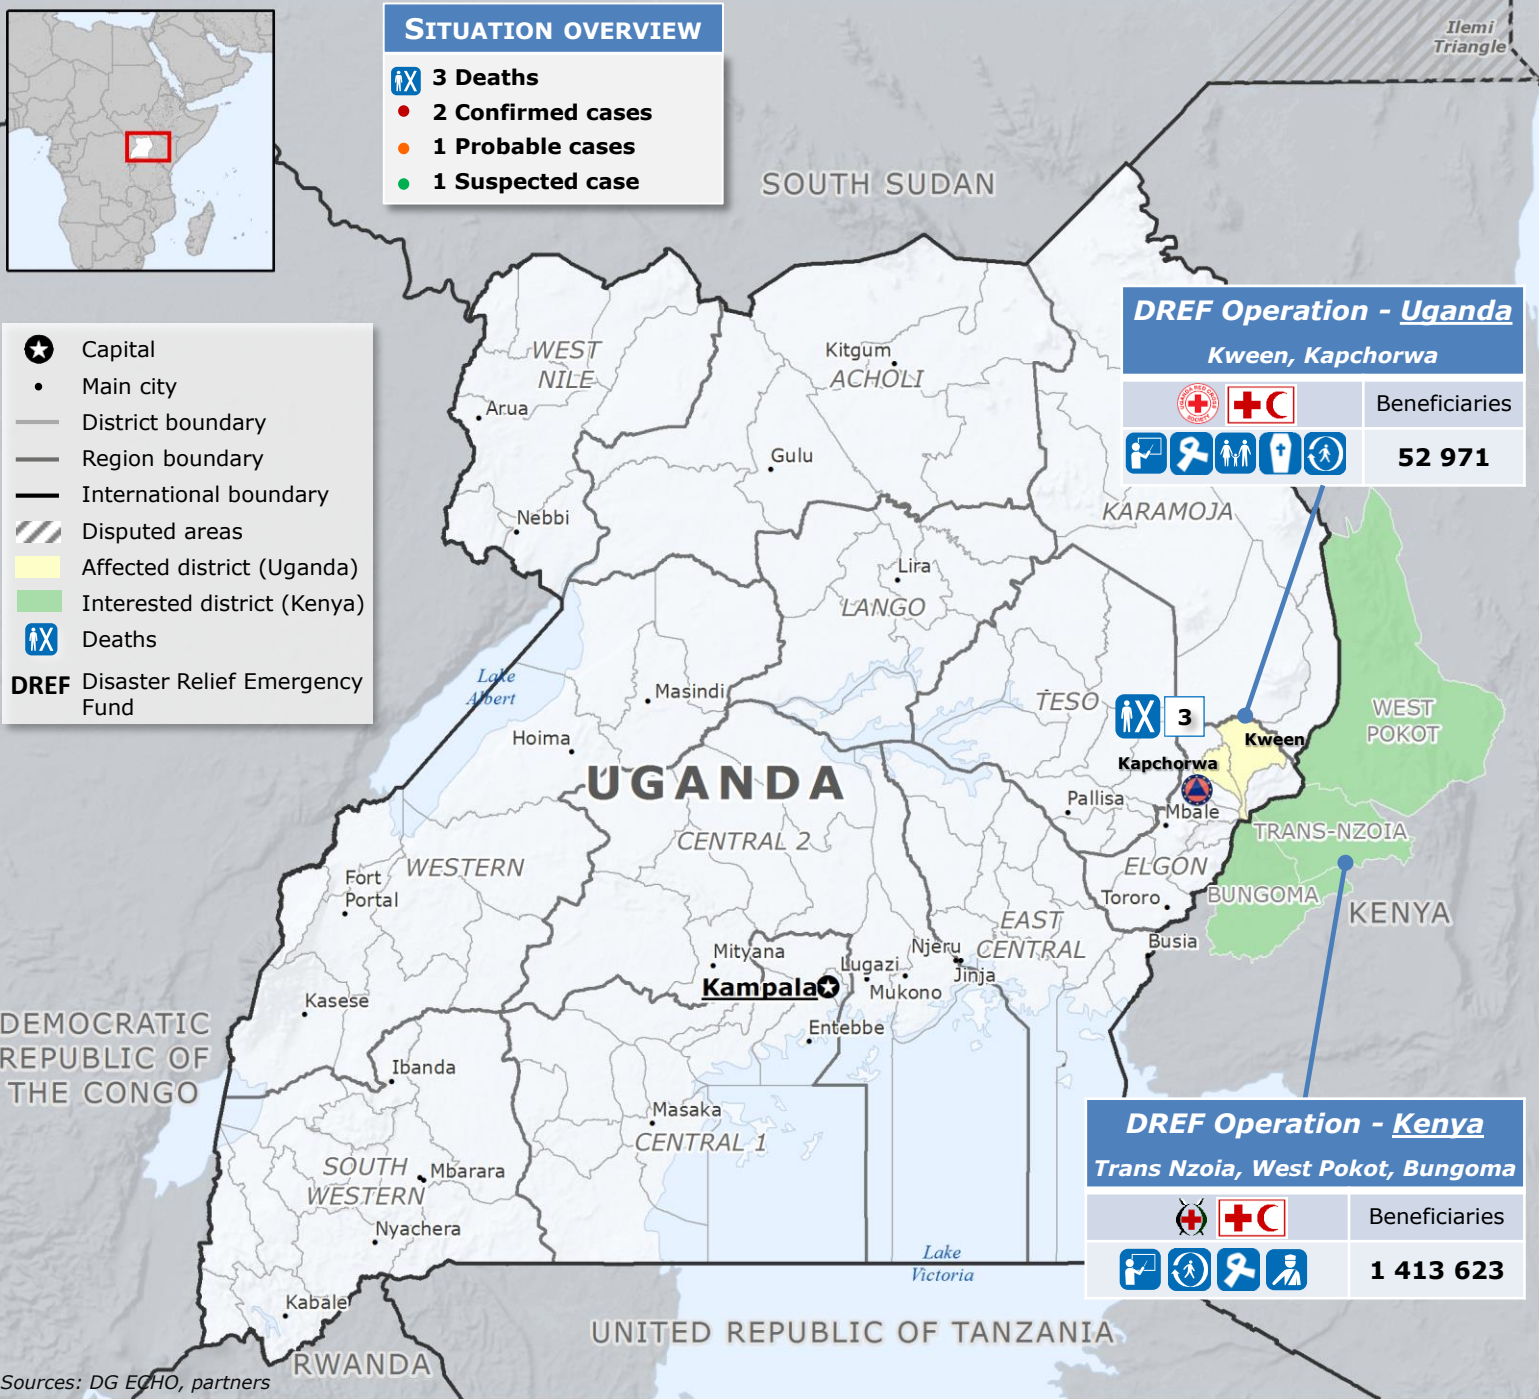 SITUATION OVERVIEW
3 Deaths
2 Confirmed cases
1 Probable cases
1 Suspected case
Ilemi
Triangle
SOUTH SUDAN
Capital
Main city
District boundary
Region boundary
International boundary
Disputed areas
Affected district (Uganda)
Interested district (Kenya)
Deaths
DREF Disaster Relief Emergency
Fund
DREF Operation - Uganda
Kween, Kapchorwa
Beneficiaries
52 971
WEST
NILE
Kitgum
ACHOLI
Arua
Gulu
Nebbi
KARAMOJA
Lira
LANGO
Lake
Albert
Masindi
TESO
3
WEST
POKOT
Hoima
Kween
Kapchorwa
UGANDA
Pallisa
Mbale
CENTRAL 2
TRANS-NZOIA
WESTERN
ELGON
Fort
Portal
Tororo
BUNGOMA
KENYA
EAST
CENTRAL
Busia
Mityana
Njeru
Lugazi
Jinja
Kampala
Mukono
Kasese
Entebbe
DEMOCRATIC
REPUBLIC OF
THE CONGO
Ibanda
Masaka
CENTRAL 1
SOUTH
WESTERN
Mbarara
Nyachera
Lake
Victoria
Kabale
DREF Operation - Kenya
Trans Nzoia, West Pokot, Bungoma
Beneficiaries
1 413 623
UNITED REPUBLIC OF TANZANIA
RWANDA
Sources: DG ECHO, partners